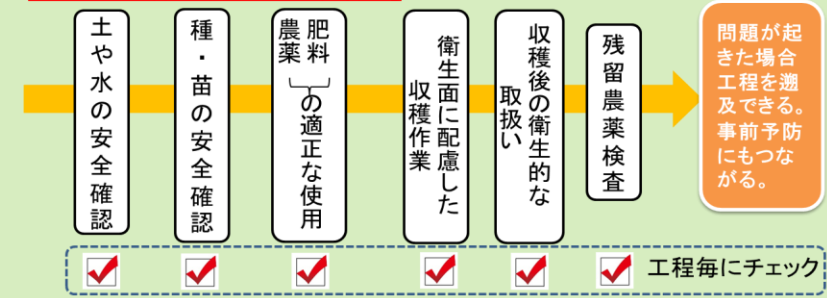 土や水の安全確認
種・苗の安全確認
肥料
農薬
の適正な使用
衛生面に配慮した
収穫作業
収穫後の衛生的な
取扱い
残留農薬検査
問題が起
きた場合
工程を遡
及できる。
事前予防
にもつな
がる。
工程毎にチェック